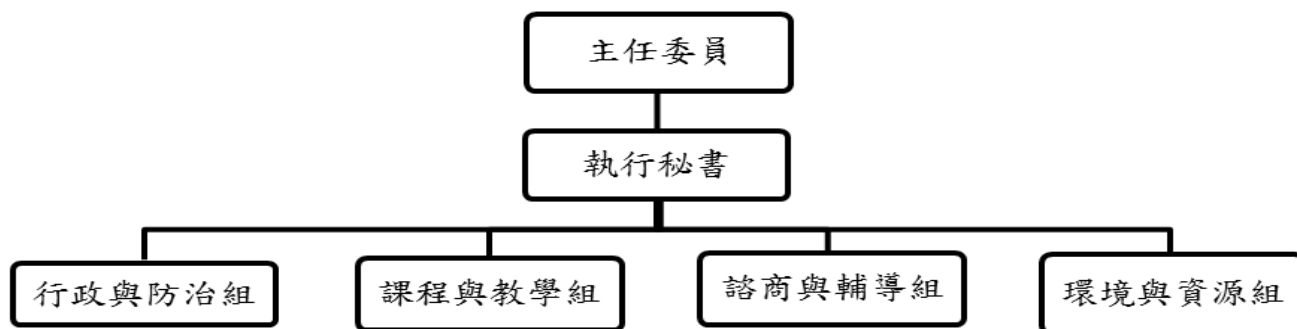 主任委員
執行秘書
行政與防治組
課程與教學組
諮商與輔導組
環境與資源組